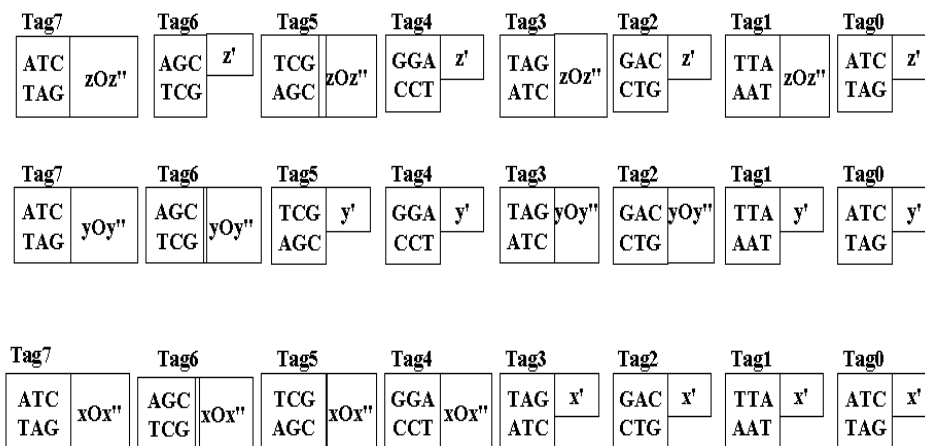 Tag7 Tag6 Tag5 Tag4 Tag3 Tag2 Tag1 Tag0
ATC zOz" AGC z' TCG zOz" GGA z' TAG zOz" GAC z' TTA zOz" ATC z'
TAG TCG AGC CCT ATC CTG AAT TAG
Tag7 Tag6 Tag5 Tag4 Tag3 Tag2 Tag1 Tag0
ATC yOy" AGC yOy" TCG y' GGA y' TAG yOy" GAC yOy" TTA y' ATC y'
TAG TCG AGC CCT ATC CTG AAT TAG
Tag7 Tag6 Tag5 Tag4 Tag3 Tag2 Tag1 Tag0
ATC xOx" AGC xOx" TCG xOx" GGA xOx" TAG x' GAC x' TTA x' ATC x'
TAG TCG AGC CCT ATC CTG AAT TAG